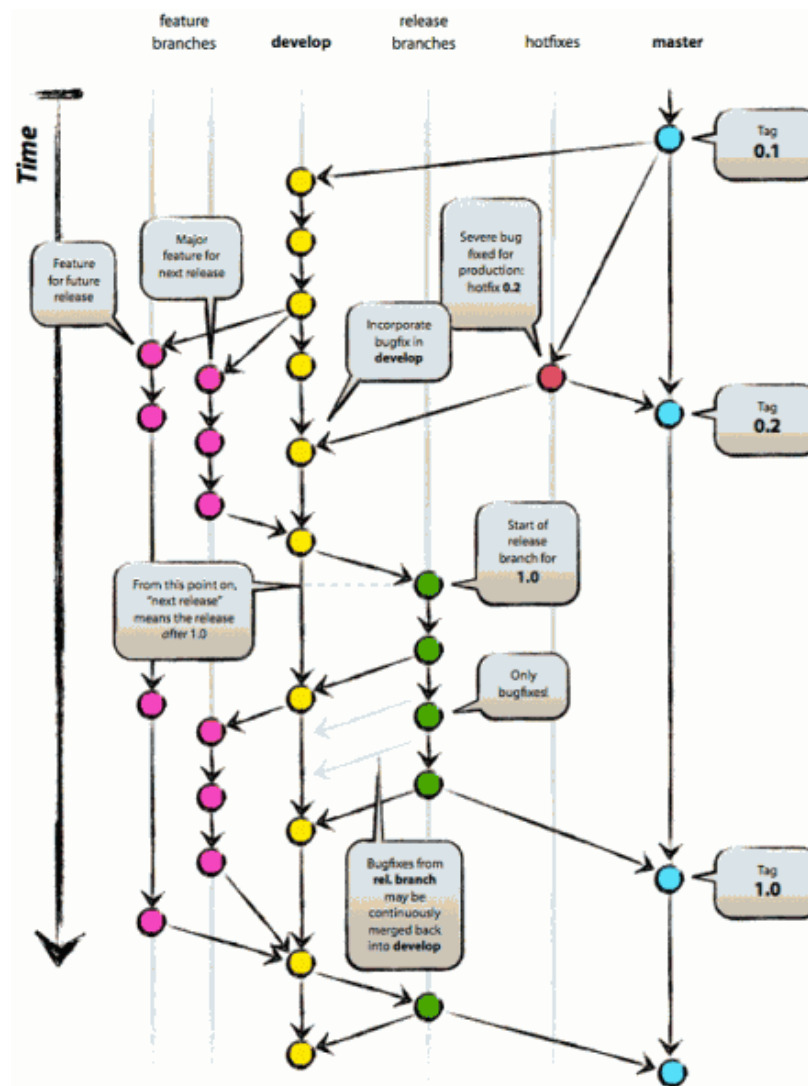 feature
branches
develop
release
branches
hotfixes
master
Time
Tag
0.1
Major
feature for
next release
Severe bug
fixed for
production:
hotfix 0.2
Feature
for future
release
Incorporate
bugfix in
develop
Tag
0.2
Start of
release
branch for
1.0
From this point on,
“next release”
means the release
after 1.0
Only
bugfixes!
Bugfixes from
rel. branch
may be
continuously
merged back
into develop
Tag
1.0